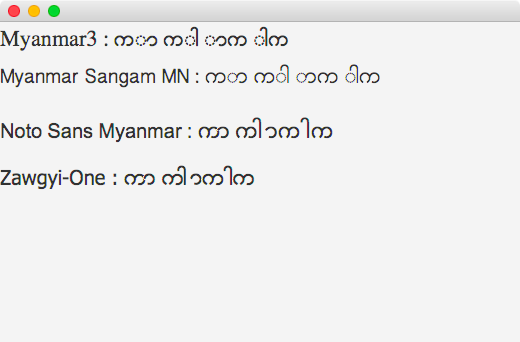 Myanmar3 : ကာ ကါ ာက ါက
Myanmar Sangam MN : ကာ ကါ ာက ါက
Noto Sans Myanmar : ကာ ကါ ာက ါက
Zawgyi-One : ကာ ကါ ာက ါက